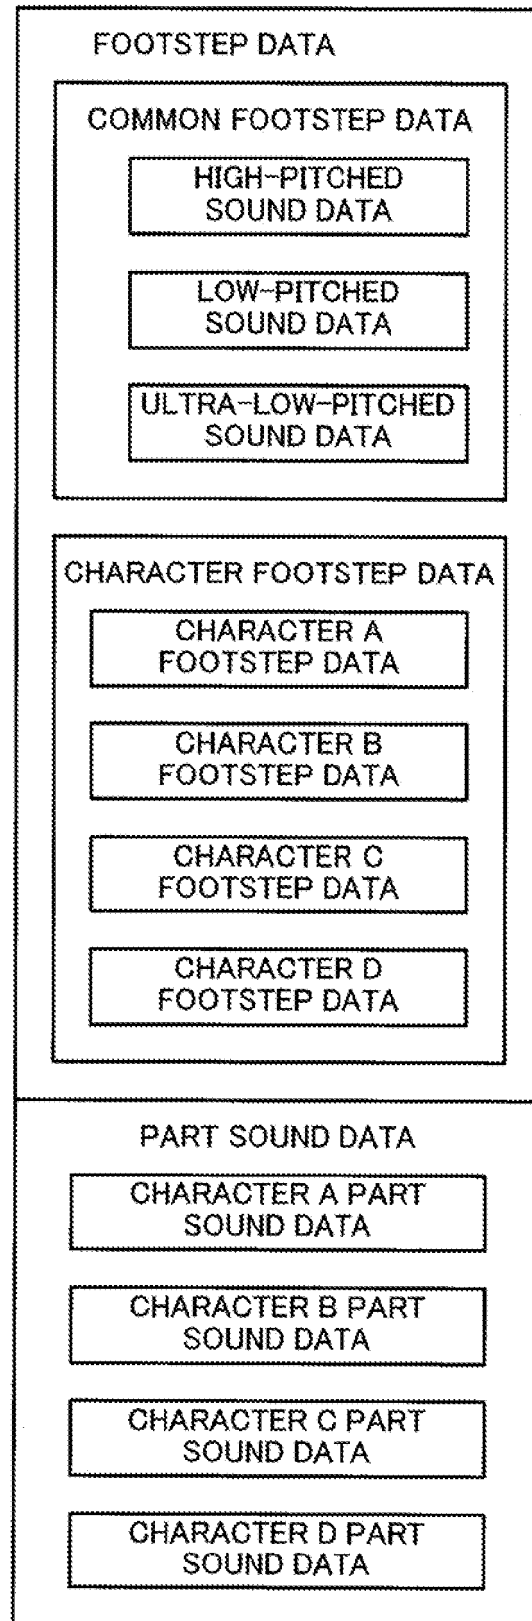 FOOTSTEP DATA
COMMON FOOTSTEP DATA
HIGH-PITCHED
SOUND DATA
LOW-PITCHED
SOUND DATA
ULTRA-LOW-PITCHED
SOUND DATA
CHARACTER FOOTSTEP DATA
CHARACTER A
FOOTSTEP DATA
CHARACTER B
FOOTSTEP DATA
CHARACTER C
FOOTSTEP DATA
CHARACTER D
FOOTSTEP DATA
PART SOUND DATA
CHARACTER A PART
SOUND DATA
CHARACTER B PART
SOUND DATA
CHARACTER C PART
SOUND DATA
CHARACTER D PART
SOUND DATA